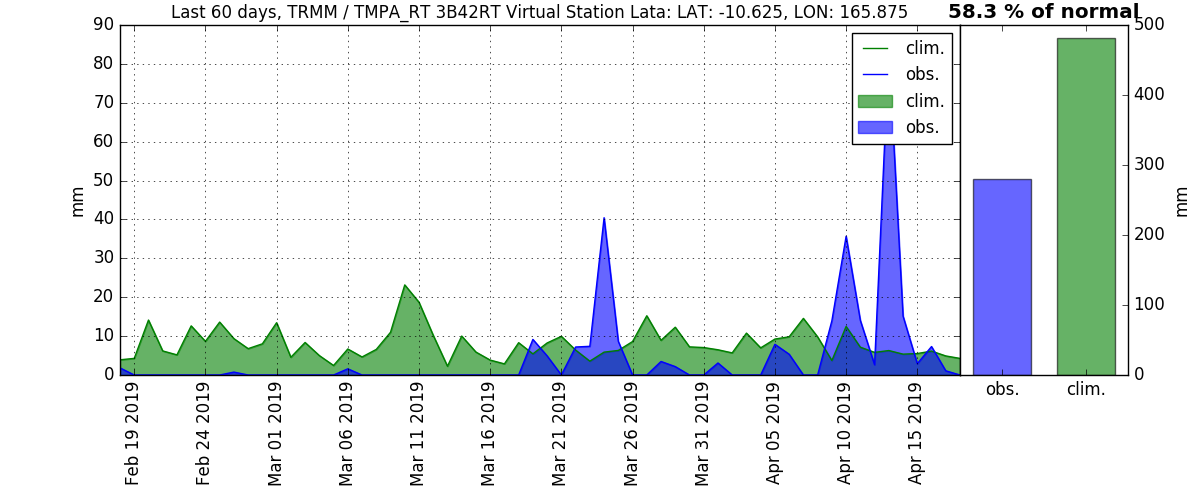 Last 60 days, TRMM / TMPA_RT 3B42RT Virtual Station Lata: LAT: -10.625, LON: 165.875
58.3 % of normal
90
80
70
60
50
40
30
20
10
0
mm
clim.
obs.
clim.
obs.
Feb 19 2019
Feb 24 2019
Mar 01 2019
Mar 06 2019
Mar 11 2019
Mar 16 2019
Mar 21 2019
Mar 26 2019
Mar 31 2019
Apr 05 2019
Apr 10 2019
Apr 15 2019
500
400
300
200
100
0
mm
obs.
clim.